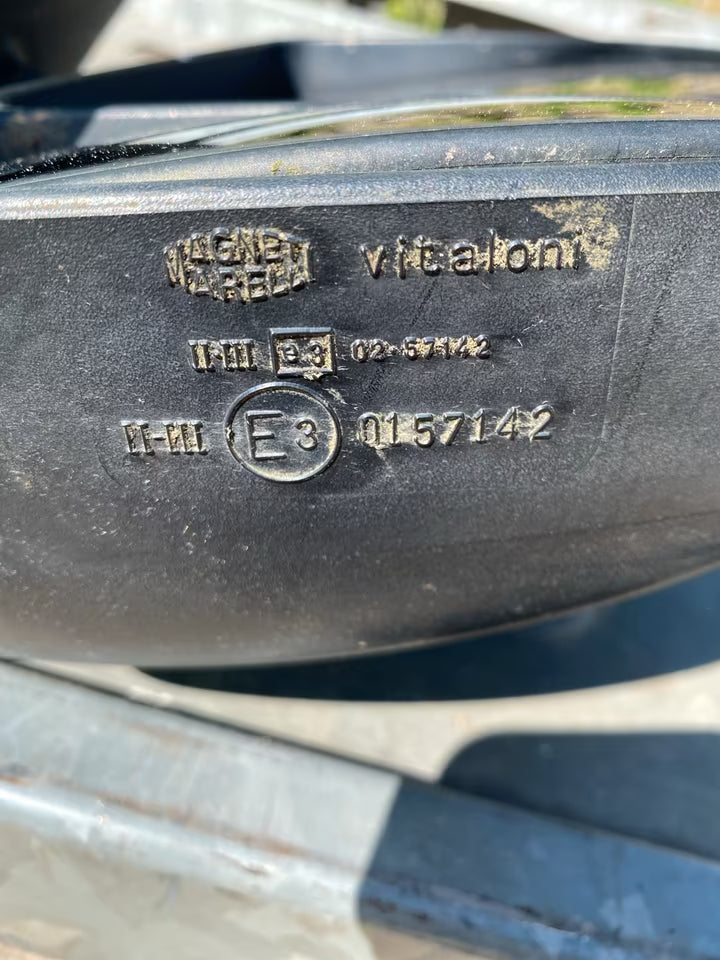 MAGNETI
MARELLI vitaloni
II-III e3 02-57142
II-III E3 0157142